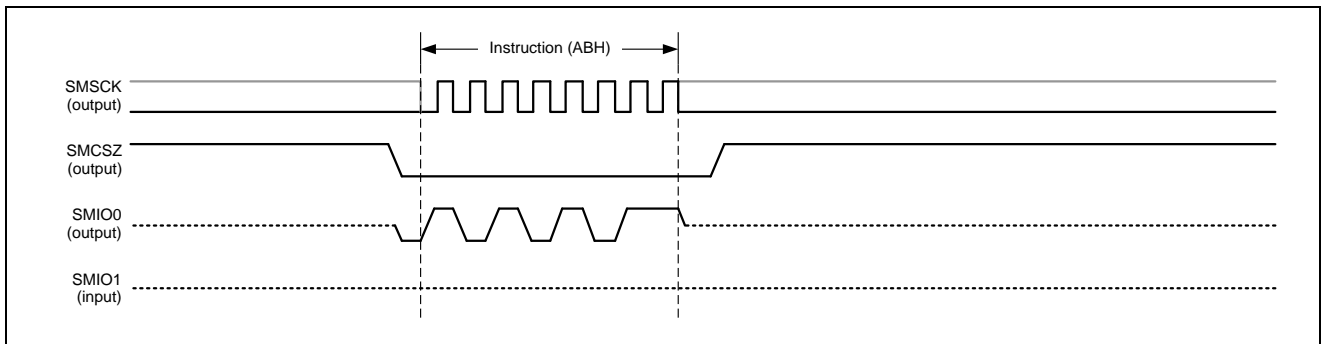 Instruction (ABH)
SMSCK
(output)
SMCSZ
(output)
SMIO0
(output)
SMIO1
(input)